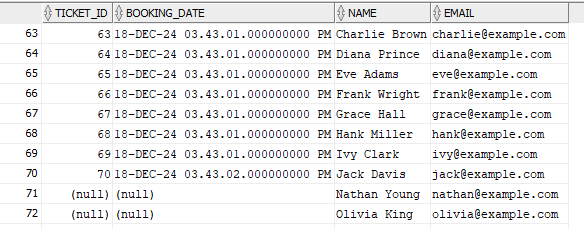 TICKET_ID BOOKING_DATE NAME EMAIL
63 63 18-DEC-24 03.43.01.000000000 PM Charlie Brown charlie@example.com
64 64 18-DEC-24 03.43.01.000000000 PM Diana Prince diana@example.com
65 65 18-DEC-24 03.43.01.000000000 PM Eve Adams eve@example.com
66 66 18-DEC-24 03.43.01.000000000 PM Frank Wright frank@example.com
67 67 18-DEC-24 03.43.01.000000000 PM Grace Hall grace@example.com
68 68 18-DEC-24 03.43.01.000000000 PM Hank Miller hank@example.com
69 69 18-DEC-24 03.43.01.000000000 PM Ivy Clark ivy@example.com
70 70 18-DEC-24 03.43.02.000000000 PM Jack Davis jack@example.com
71 (null) (null) Nathan Young nathan@example.com
72 (null) (null) Olivia King olivia@example.com